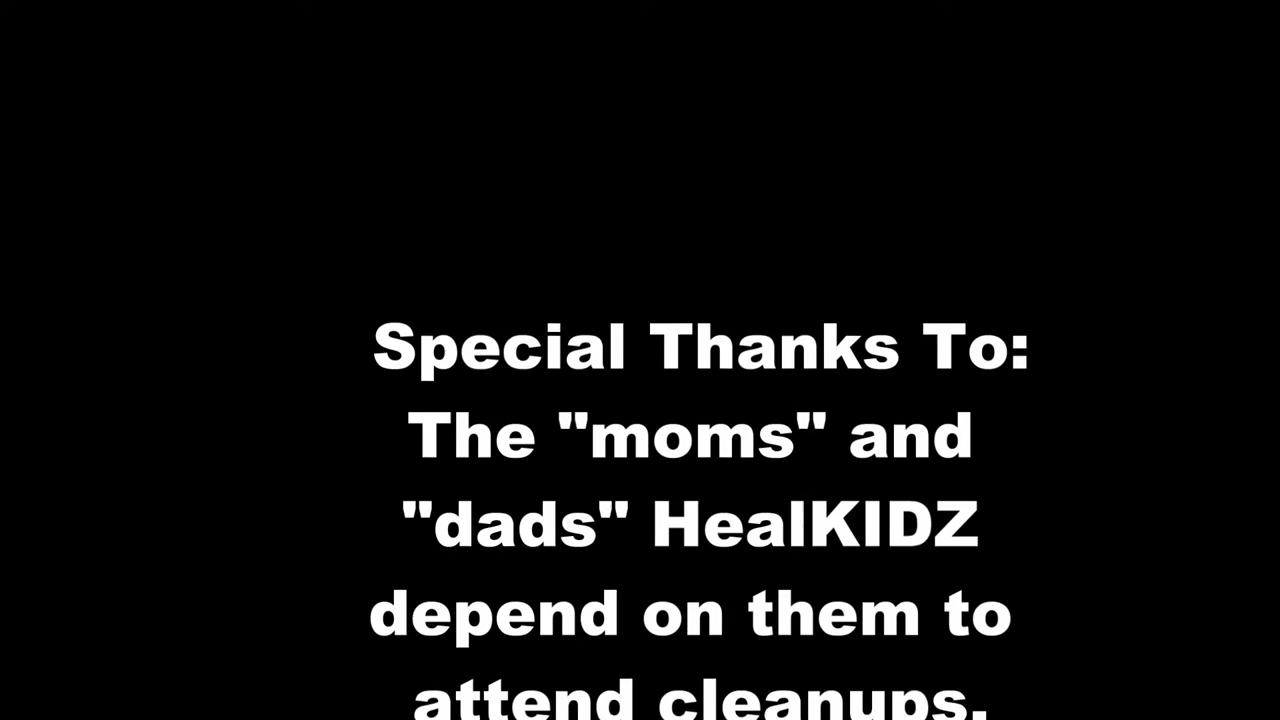 Special Thanks To:
The "moms" and
"dads" HealKIDZ
depend on them to
attend cleanups.